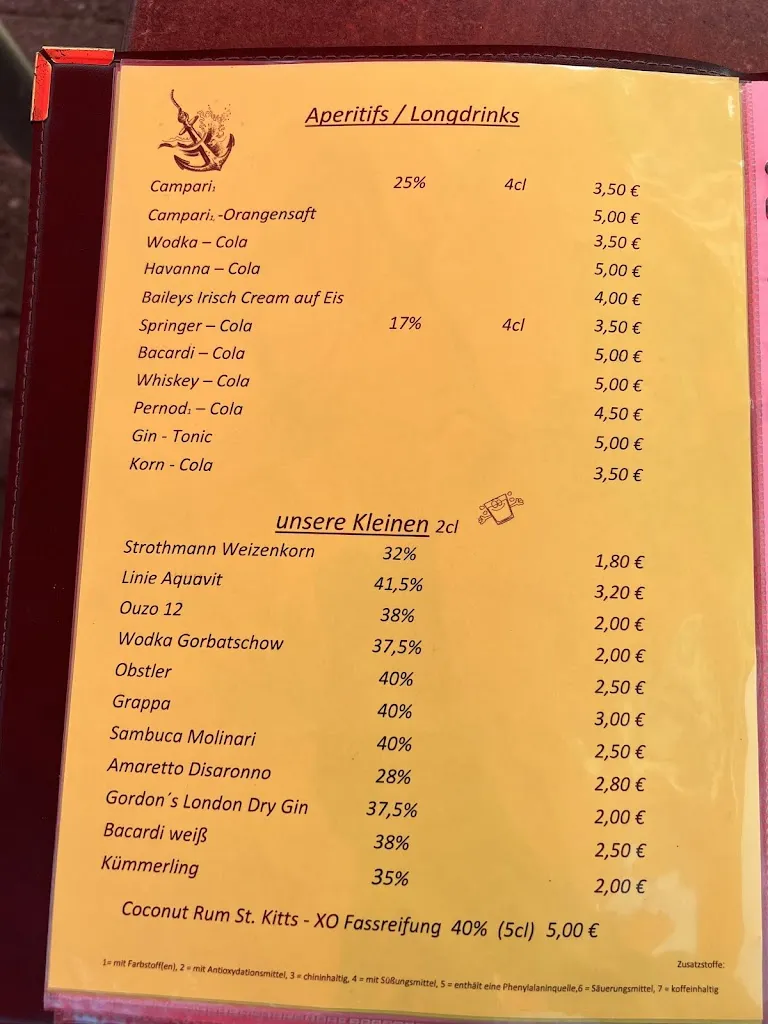 Aperitifs / Longdrinks
Campari₁ 25% 4cl 3,50 €
Campari₁, -Orangensaft 5,00 €
Wodka – Cola 3,50 €
Havanna – Cola 5,00 €
Baileys Irisch Cream auf Eis 4,00 €
Springer – Cola 17% 4cl 3,50 €
Bacardi – Cola 5,00 €
Whiskey – Cola 5,00 €
Pernod₁ – Cola 4,50 €
Gin - Tonic 5,00 €
Korn - Cola 3,50 €
unsere Kleinen 2cl
Strothmann Weizenkorn 32% 1,80 €
Linie Aquavit 41,5% 3,20 €
Ouzo 12 38% 2,00 €
Wodka Gorbatschow 37,5% 2,00 €
Obstler 40% 2,50 €
Grappa 40% 3,00 €
Sambuca Molinari 40% 2,50 €
Amaretto Disaronno 28% 2,80 €
Gordon´s London Dry Gin 37,5% 2,00 €
Bacardi weiß 38% 2,50 €
Kümmerling 35% 2,00 €
Coconut Rum St. Kitts - XO Fassreifung 40% (5cl) 5,00 €
Zusatzstoffe:
1= mit Farbstoff(en), 2 = mit Antioxydationsmittel, 3 = chininhaltig, 4 = mit Süßungsmittel, 5 = enthält eine Phenylalaninquelle,6 = Säuerungsmittel, 7 = koffeinhaltig